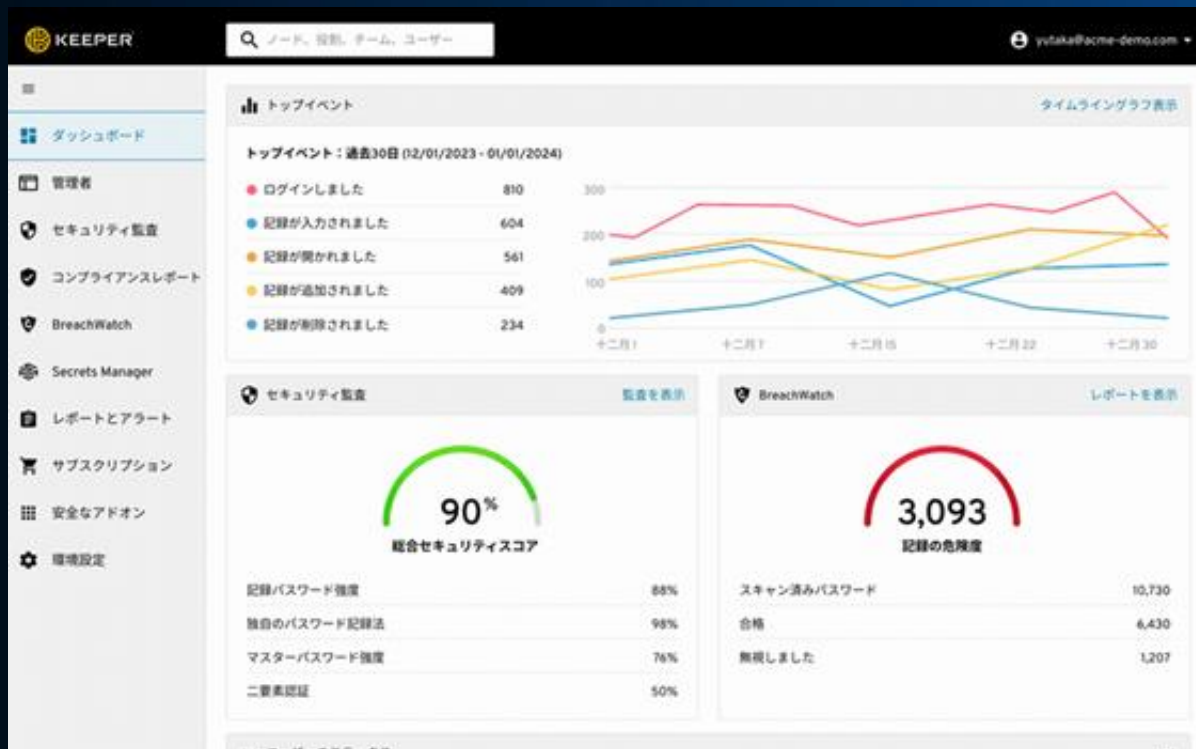 KEEPER
ノード、役割、チーム、ユーザー
yutaka@acme-demo.com
ダッシュボード
管理者
セキュリティ監査
コンプライアンスレポート
BreachWatch
Secrets Manager
レポートとアラート
サブスクリプション
安全なアドオン
環境設定
トップイベント
タイムライングラフ表示
トップイベント：過去30日 (12/01/2023 - 01/01/2024)
ログインしました 810
記録が入力されました 604
記録が開かれました 561
記録が追加されました 409
記録が削除されました 234
300
200
100
0
十二月 1 十二月 7 十二月 15 十二月 22 十二月 30
セキュリティ監査 監査を表示
90%
総合セキュリティスコア
記録パスワード強度 88%
独自のパスワード記録法 98%
マスターパスワード強度 76%
二要素認証 50%
BreachWatch レポートを表示
3,093
記録の危険度
スキャン済みパスワード 10,730
合格 6,430
無視しました 1,207